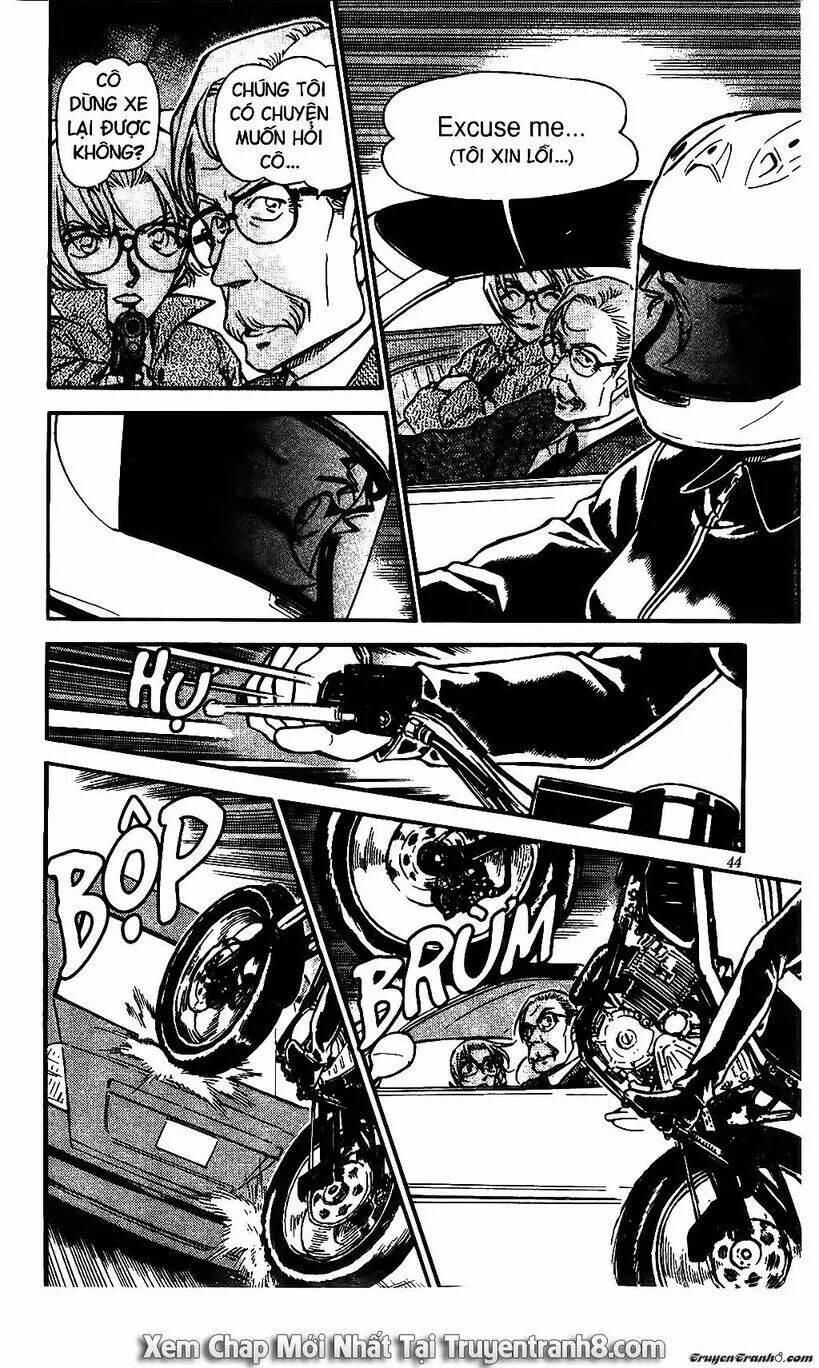 Excuse me...
(TÔI XIN LỖI...)
CHÚNG TÔI
CÓ CHUYỆN
MUỐN HỎI
CÔ...
CÔ
DỪNG XE
LẠI ĐƯỢC
KHÔNG?
HỰ
44
BRÙM
BỘP
Xem Chap Mới Nhất Tại Truyentranh8.com
TruyenTranh8.com